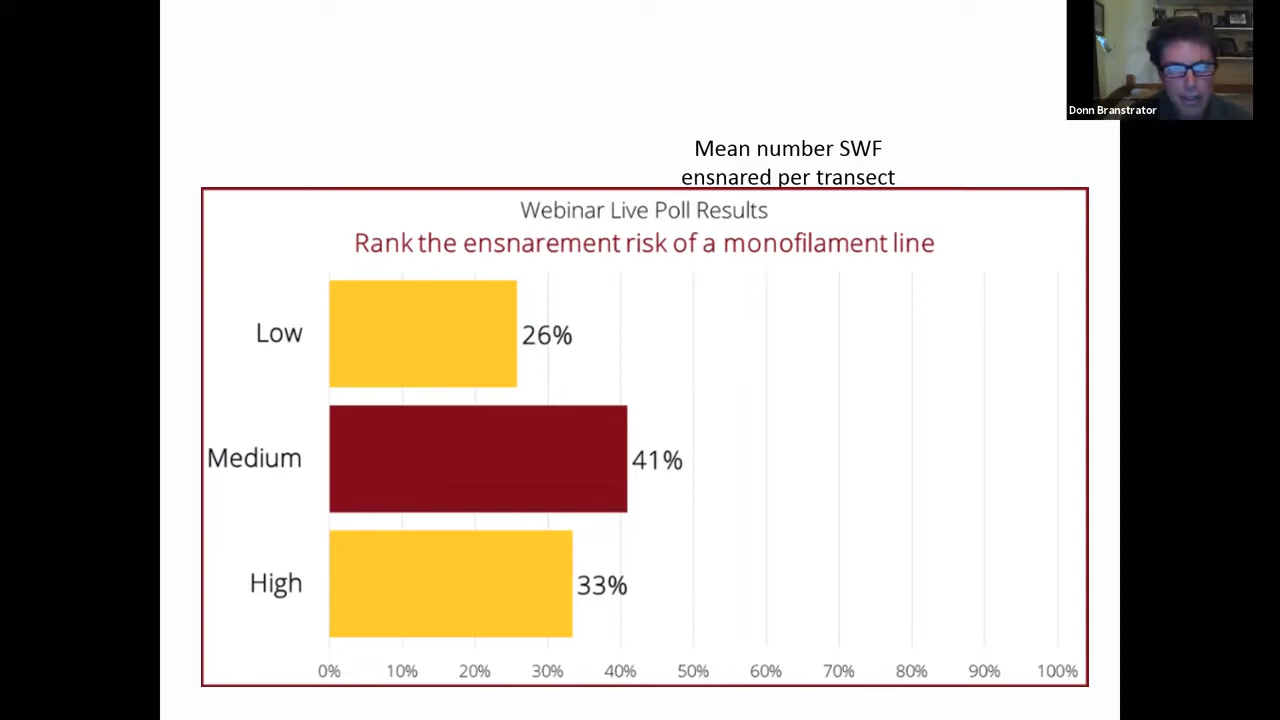 Donn Branstrator
Mean number SWF
ensnared per transect
Webinar Live Poll Results
Rank the ensnarement risk of a monofilament line
Low
26%
Medium
41%
High
33%
0% 10% 20% 30% 40% 50% 60% 70% 80% 90% 100%